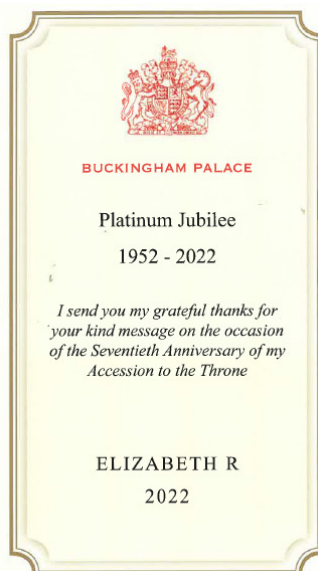 BUCKINGHAM PALACE
Platinum Jubilee
1952 - 2022
I send you my grateful thanks for
your kind message on the occasion
of the Seventieth Anniversary of my
Accession to the Throne
ELIZABETH R
2022